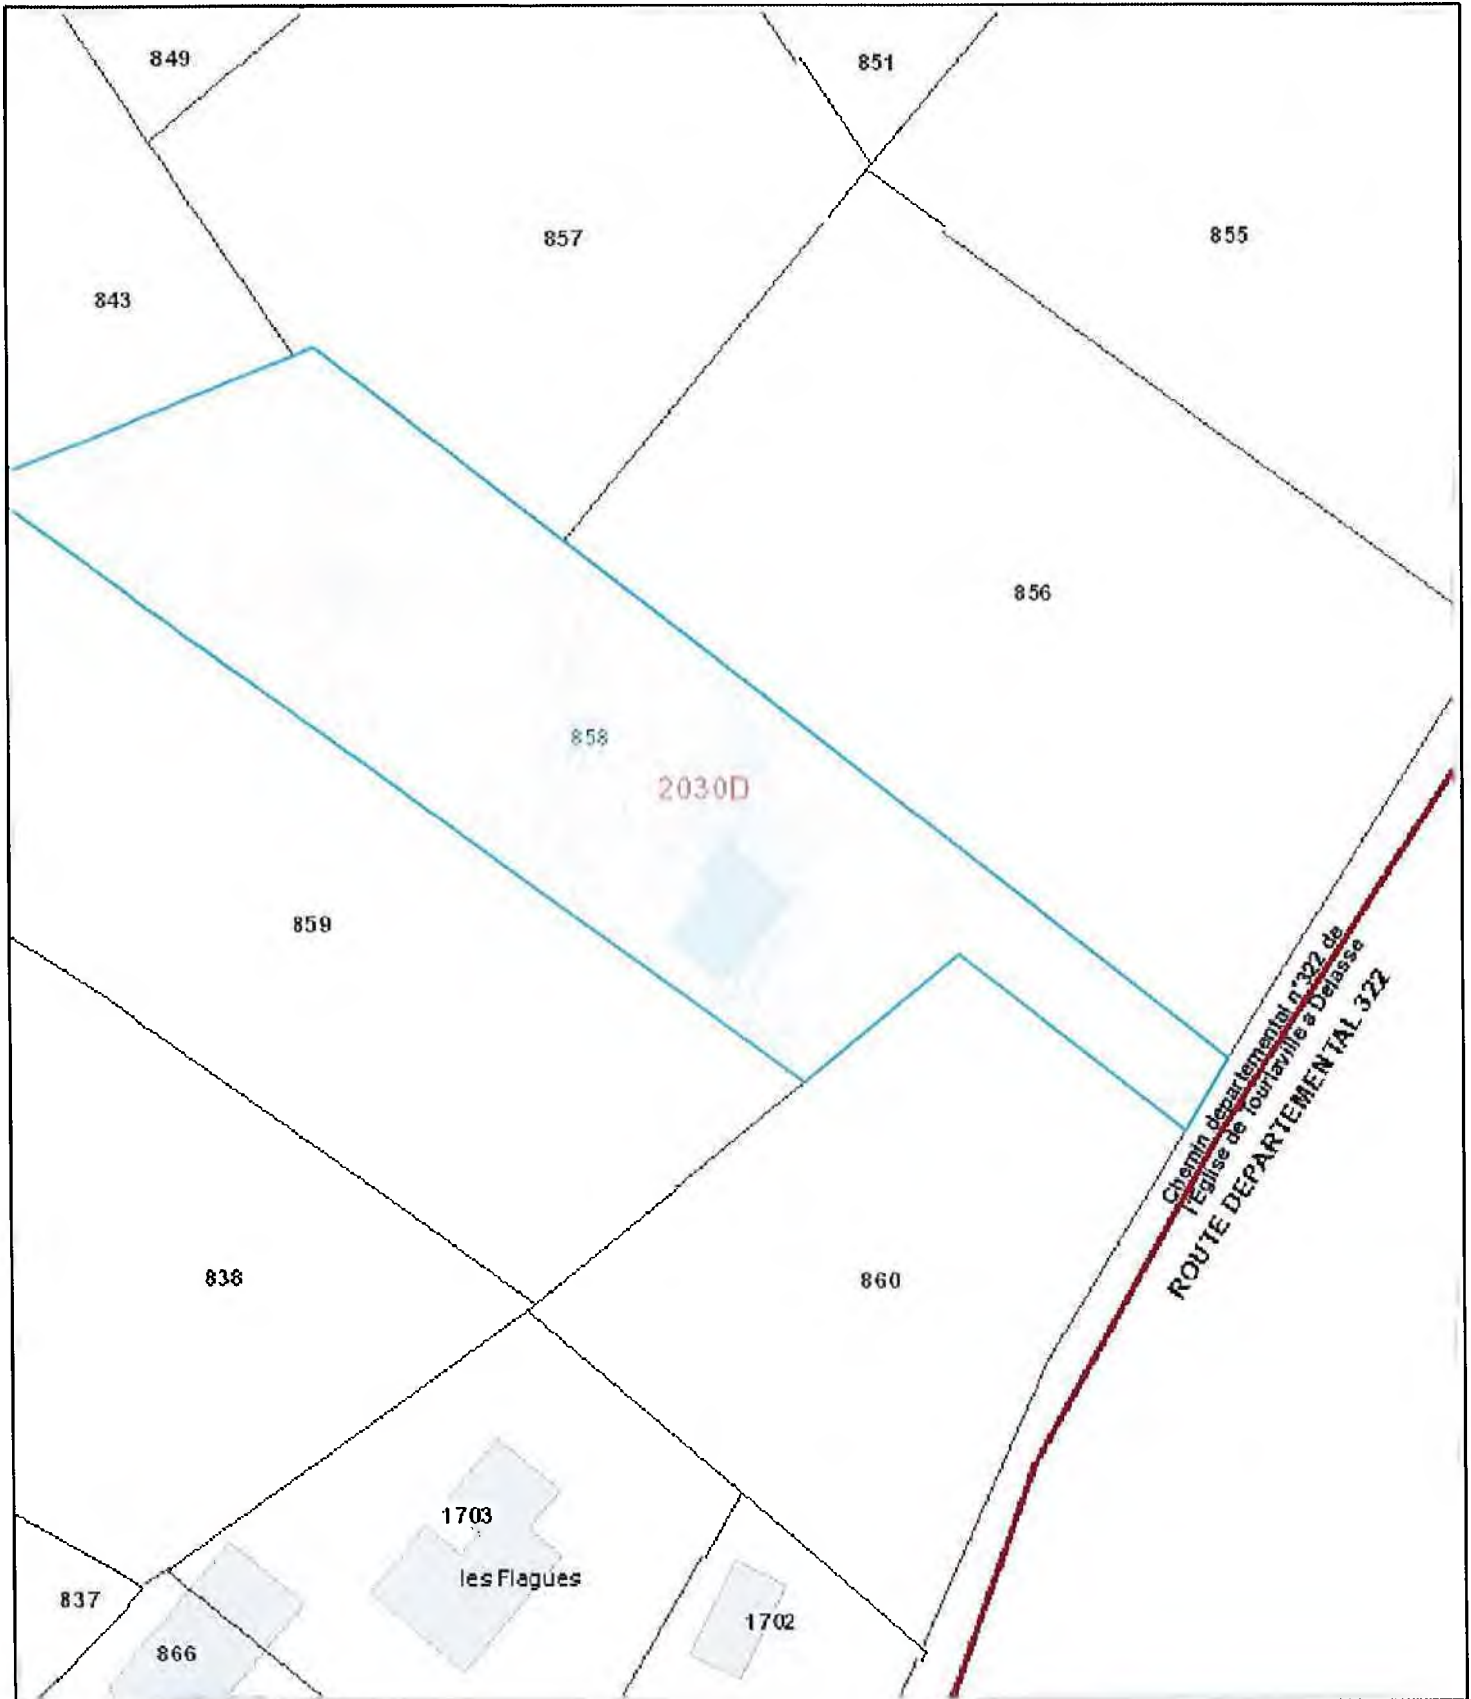 849
851
857
855
843
856
858
2030D
859
Chemin departemental n°322 de
l'Eglise de Tourlaville a Delasse
ROUTE DEPARTEMENTAL 322
838
860
1703
les Flagues
837
1702
866